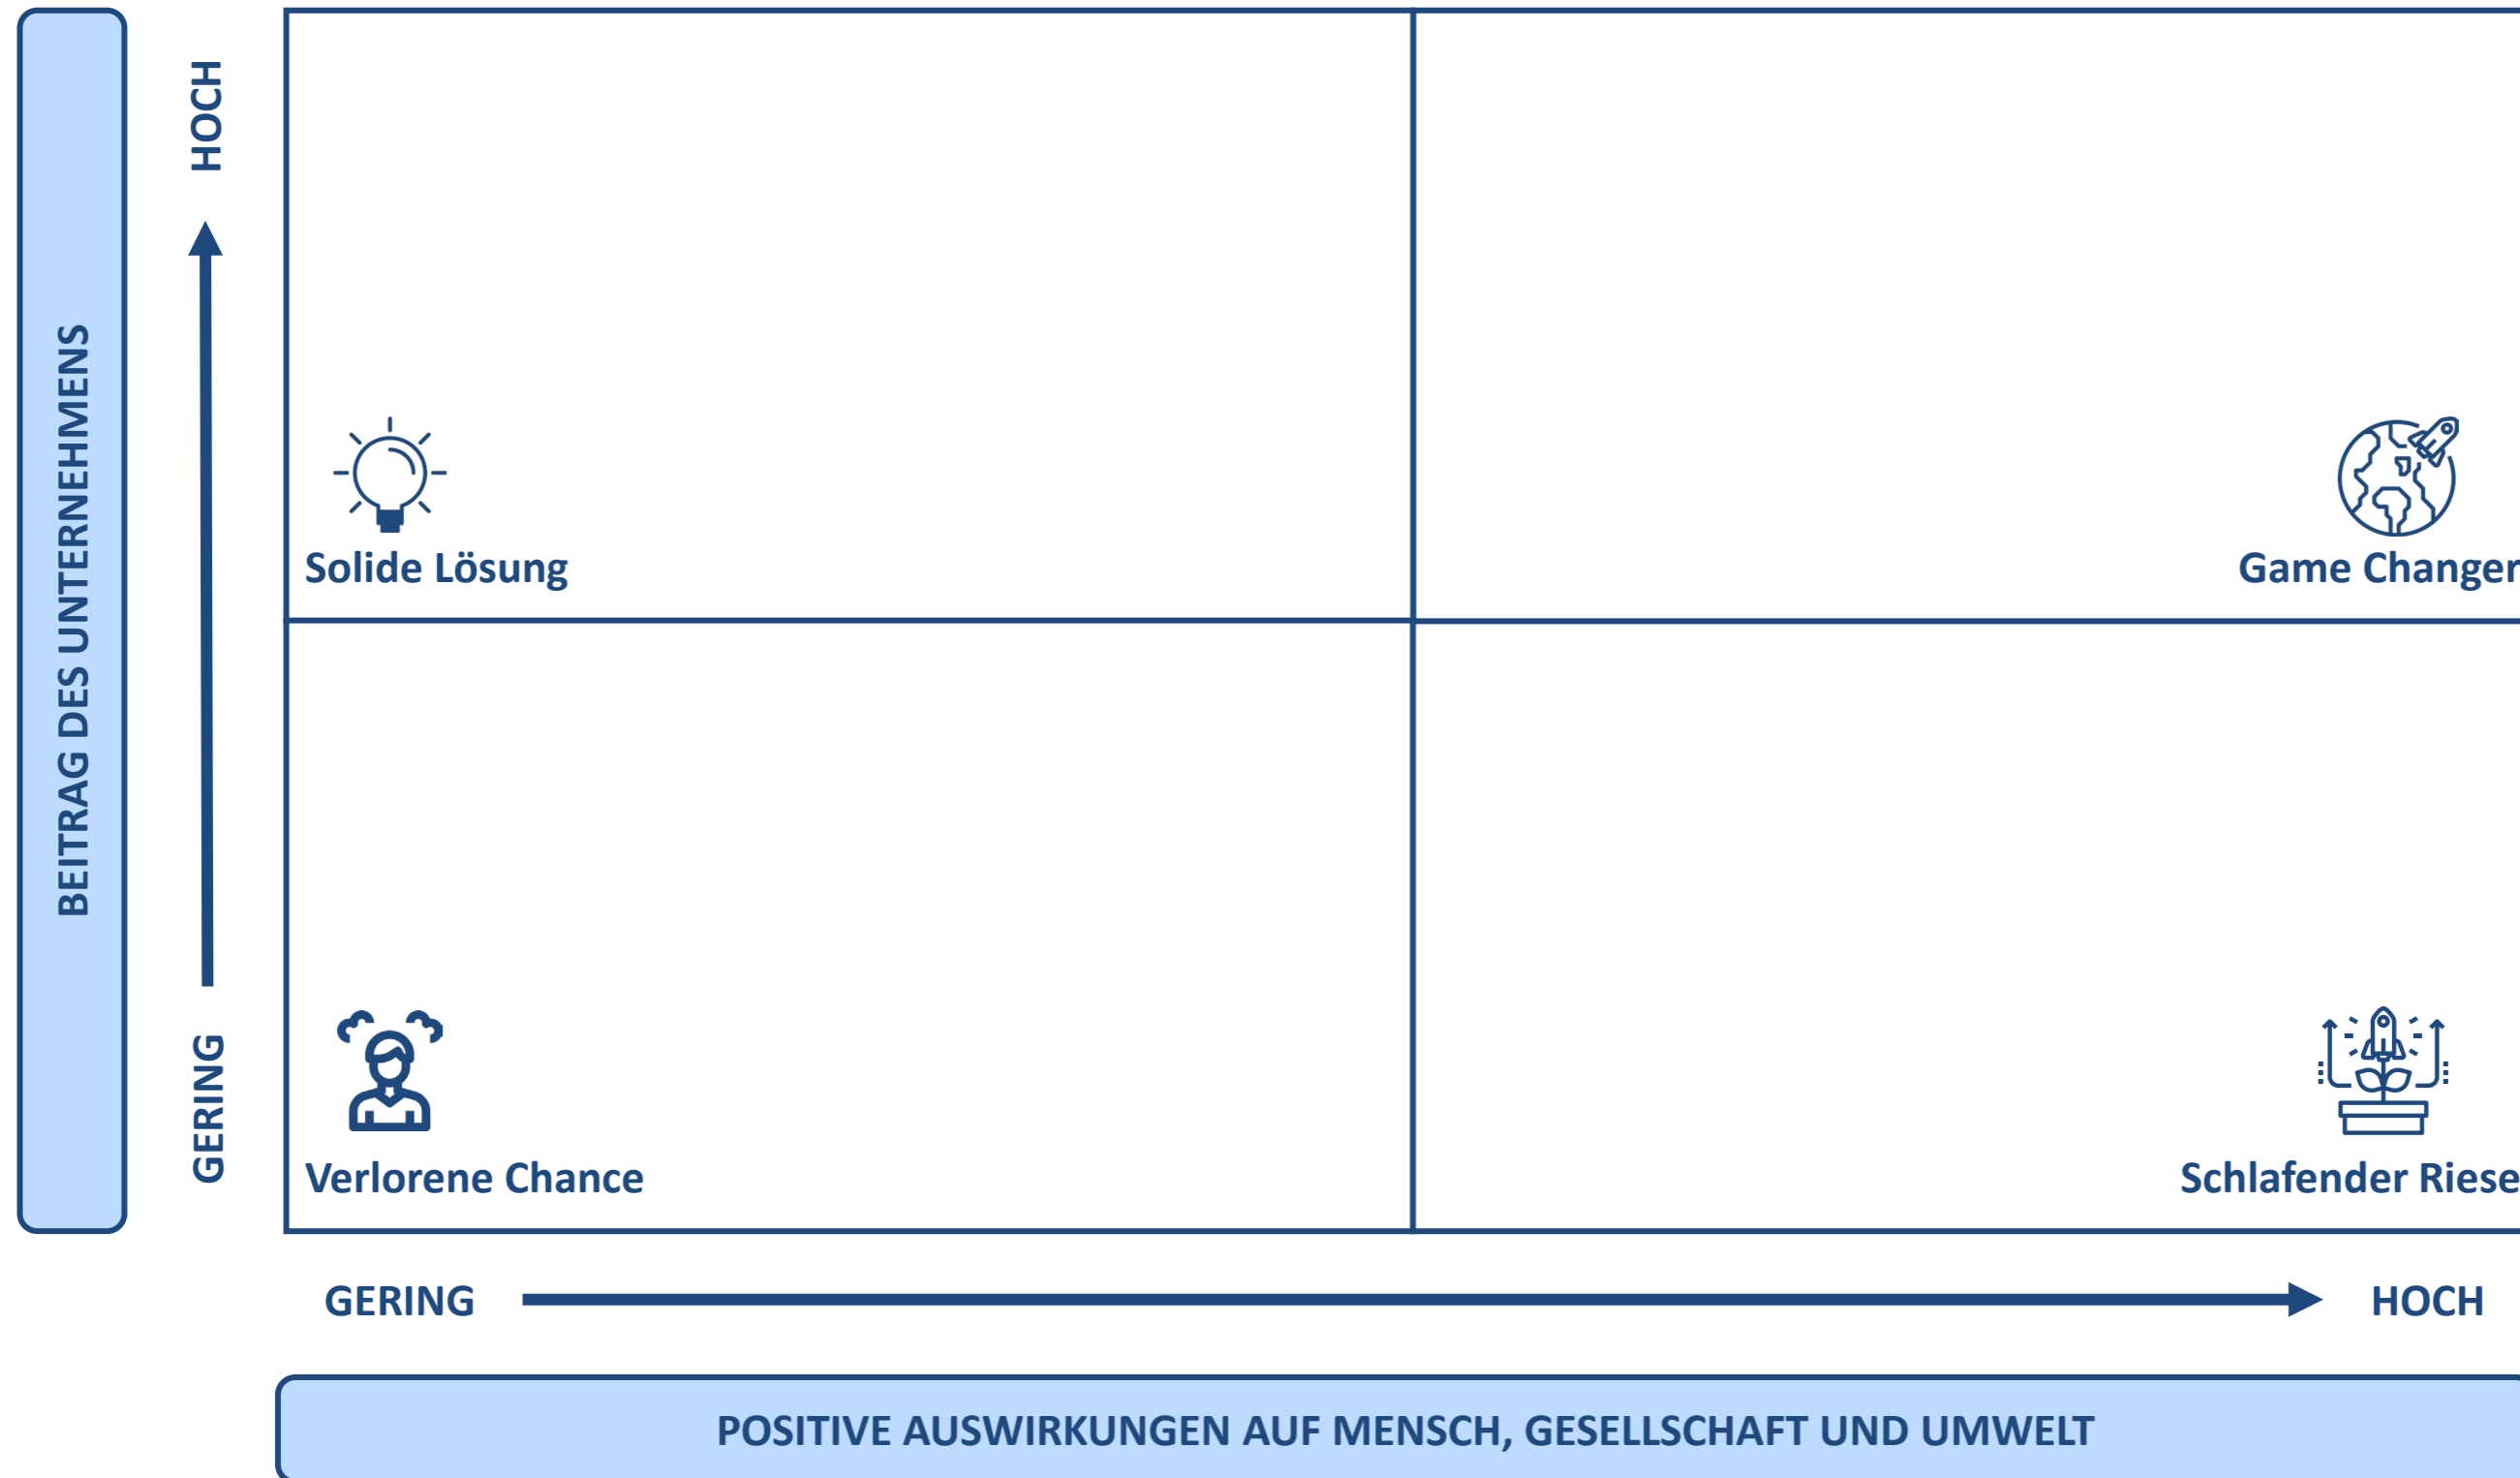 BEITRAG DES UNTERNEHMENS
HOCH
GERING
Solide Lösung
Game Changer
Verlorene Chance
Schlafender Riese
GERING
HOCH
POSITIVE AUSWIRKUNGEN AUF MENSCH, GESELLSCHAFT UND UMWELT